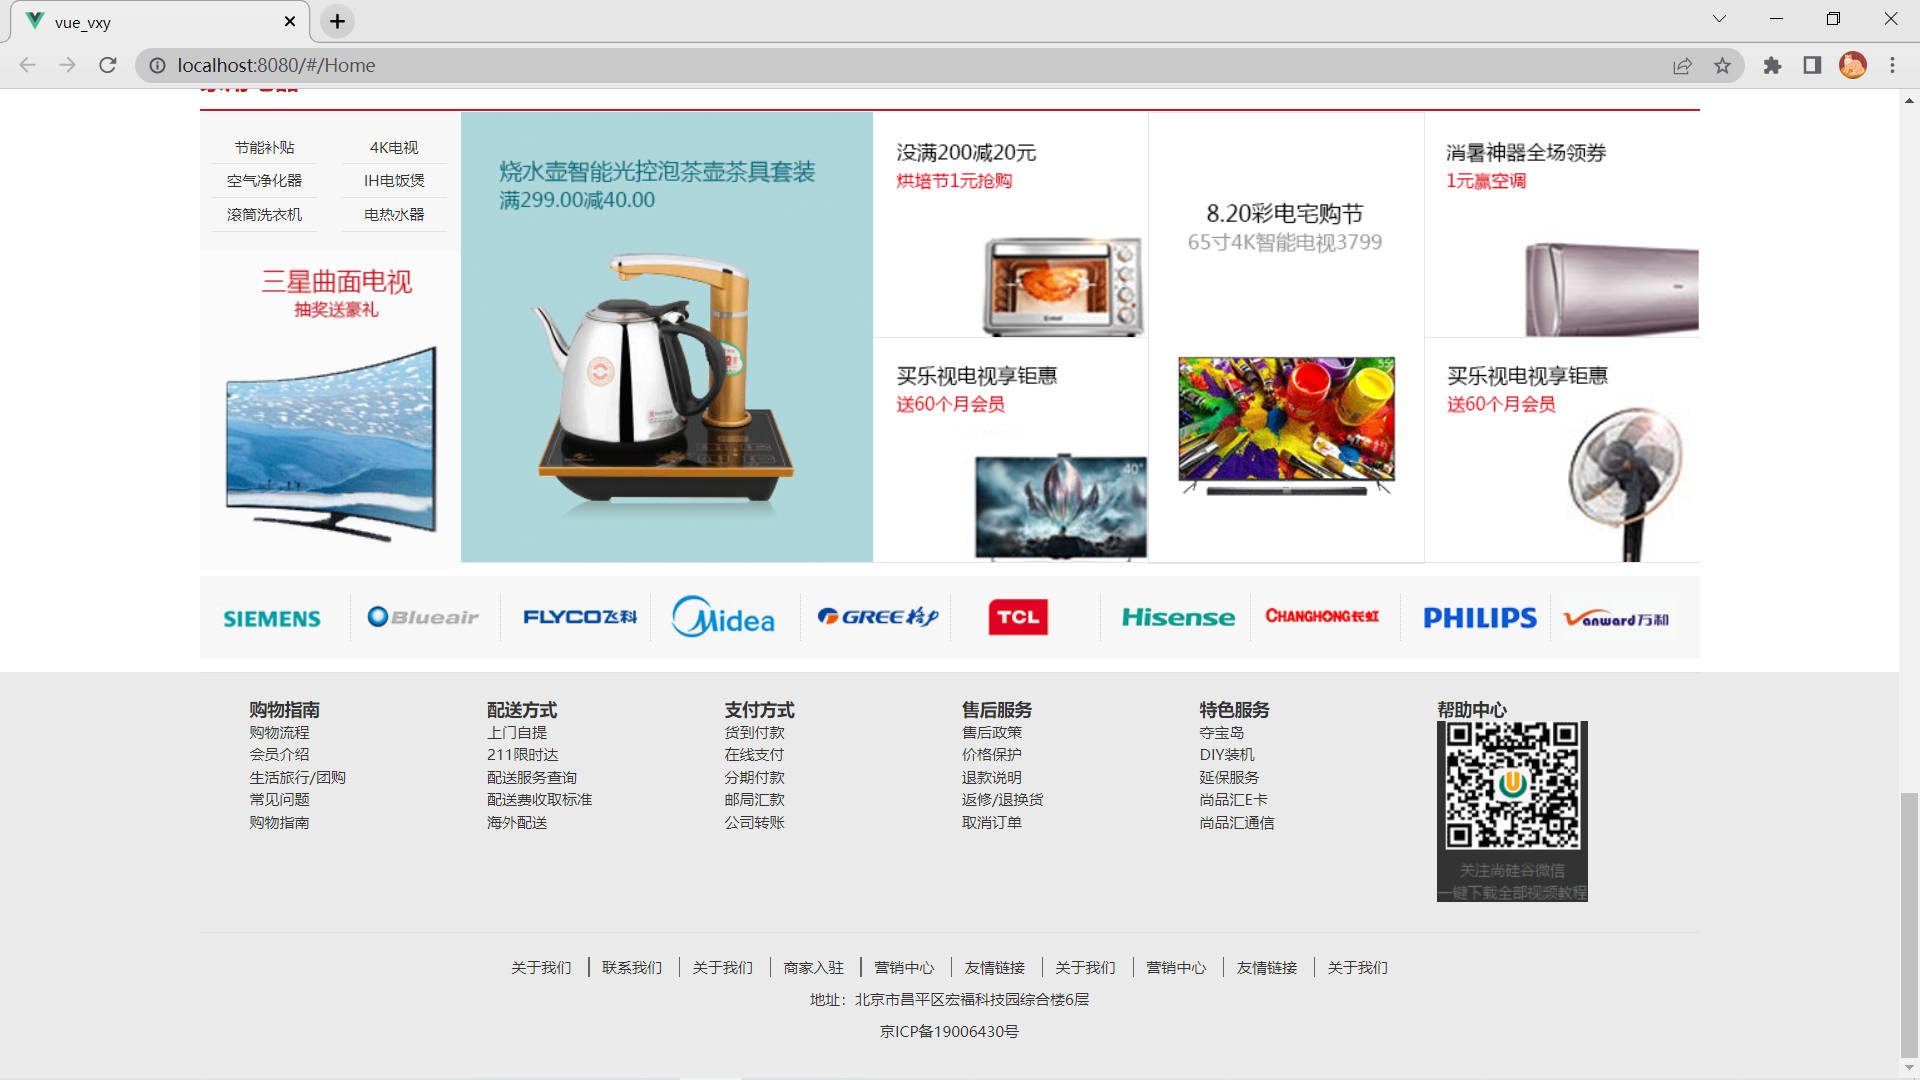 vue_vxy
localhost:8080/#/Home
节能补贴 4K电视
空气净化器 IH电饭煲
滚筒洗衣机 电热水器
三星曲面电视
抽奖送豪礼
烧水壶智能光控泡茶壶茶具套装
满299.00减40.00
没满200减20元
烘培节1元抢购
买乐视电视享钜惠
送60个月会员
40"
8.20彩电宅购节
65寸4K智能电视3799
55"
消暑神器全场领券
1元赢空调
买乐视电视享钜惠
送60个月会员
SIEMENS Blueair FLYCO飞科 Midea GREE格力 TCL Hisense CHANGHONG长虹 PHILIPS Vanward万和
购物指南
购物流程
会员介绍
生活旅行/团购
常见问题
购物指南
配送方式
上门自提
211限时达
配送服务查询
配送费收取标准
海外配送
支付方式
货到付款
在线支付
分期付款
邮局汇款
公司转账
售后服务
售后政策
价格保护
退款说明
返修/退换货
取消订单
特色服务
夺宝岛
DIY装机
延保服务
尚品汇E卡
尚品汇通信
帮助中心
关注尚硅谷微信
一键下载全部视频教程
关于我们 联系我们 关于我们 商家入驻 营销中心 友情链接 关于我们 营销中心 友情链接 关于我们
地址：北京市昌平区宏福科技园综合楼6层
京ICP备19006430号